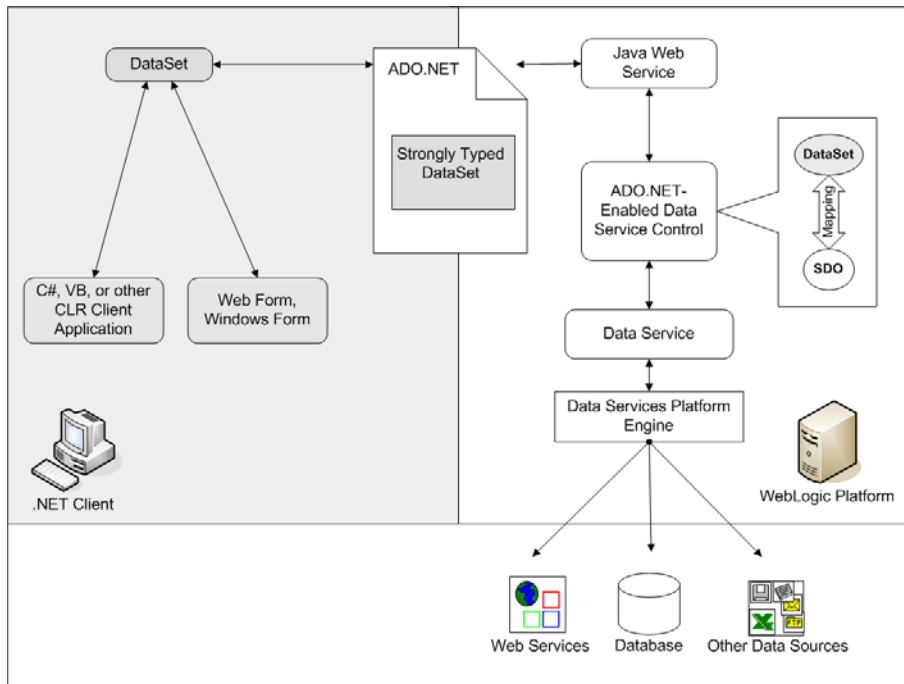 DataSet
ADO.NET
Strongly Typed
DataSet
Java Web
Service
ADO.NET-
Enabled Data
Service Control
DataSet
Mapping
SDO
C#, VB, or other
CLR Client
Application
Web Form,
Windows Form
Data Service
Data Services Platform
Engine
.NET Client
WebLogic Platform
Web Services
Database
FTP
Other Data Sources